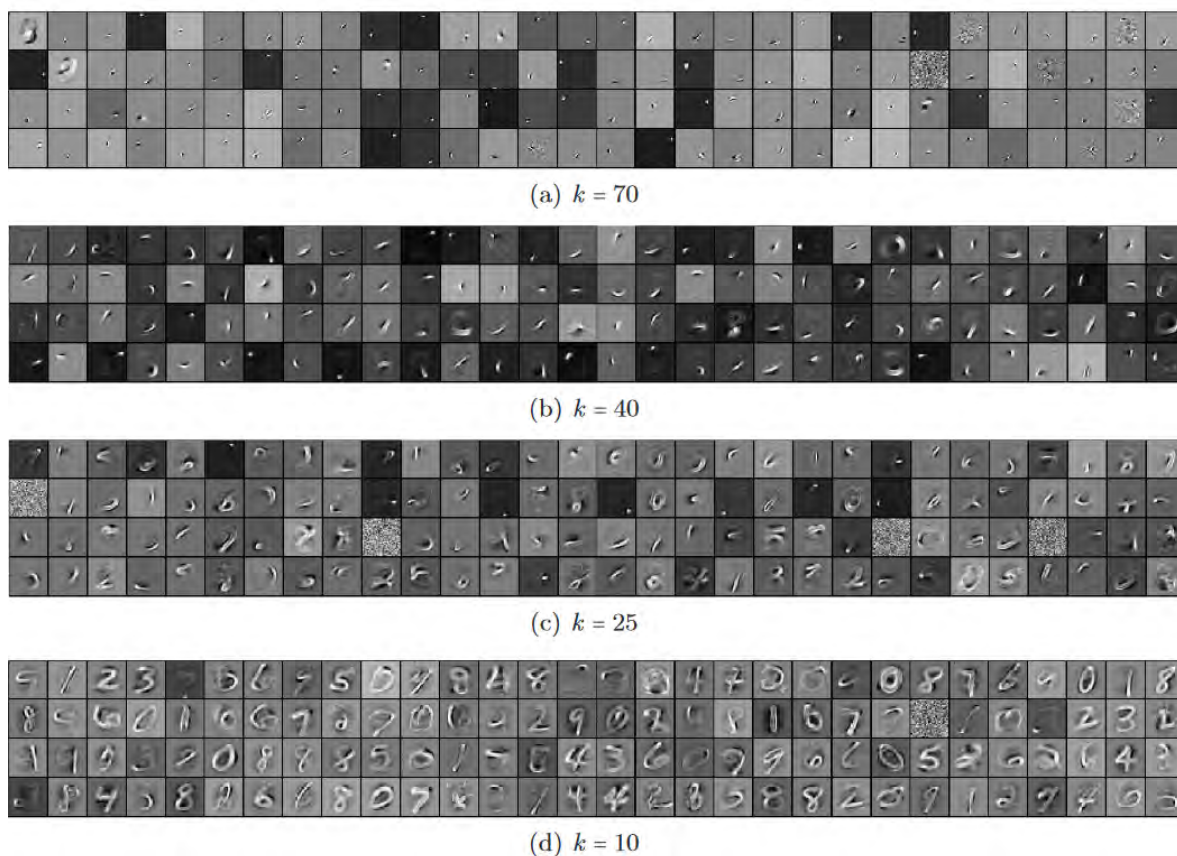 (a) k = 70
(b) k = 40
(c) k = 25
(d) k = 10